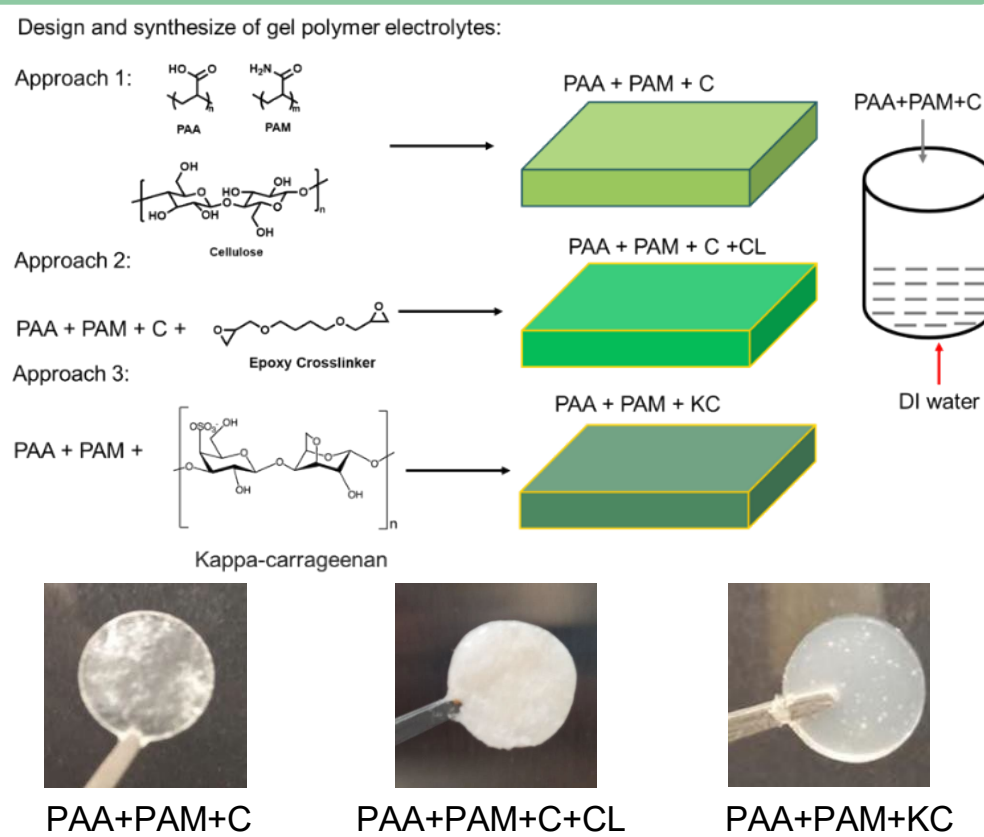 Design and synthesize of gel polymer electrolytes:
Approach 1:
HO
O
n
PAA
H₂N
O
m
PAM
PAA + PAM + C
PAA+PAM+C
OH
O
HO
OH
O
HO
OH
O
OH
O
n
Cellulose
Approach 2:
PAA + PAM + C +CL
PAA + PAM + C +
O
O
O
O
Epoxy Crosslinker
DI water
Approach 3:
PAA + PAM + KC
PAA + PAM +
OSO₃⁻
OH
O
O
OH
O
O
O
OH
O
n
Kappa-carrageenan
PAA+PAM+C
PAA+PAM+C+CL
PAA+PAM+KC